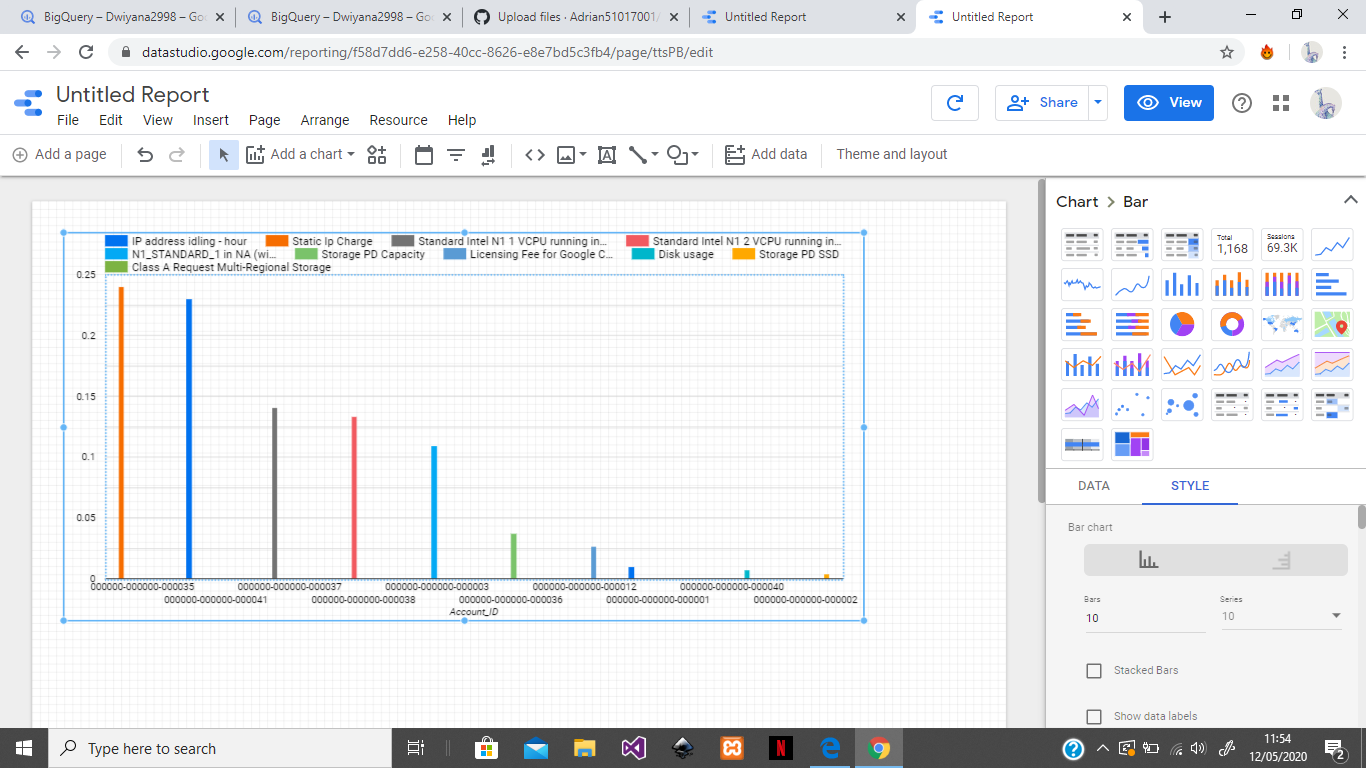 BigQuery – Dwiyana2998 – Go
BigQuery – Dwiyana2998 – Go
Upload files · Adrian51017001/
Untitled Report
Untitled Report
datastudio.google.com/reporting/f58d7dd6-e258-40cc-8626-e8e7bd5c3fb4/page/ttsPB/edit
Untitled Report
File Edit View Insert Page Arrange Resource Help
Share
View
Add a page
Add a chart
Add data
Theme and layout
IP address idling - hour Static Ip Charge Standard Intel N1 1 VCPU running in... Standard Intel N1 2 VCPU running in...
N1_STANDARD_1 in NA (wi... Storage PD Capacity Licensing Fee for Google C... Disk usage Storage PD SSD
Class A Request Multi-Regional Storage
0.25
0.2
0.15
0.1
0.05
0
000000-000000-000035 000000-000000-000037 000000-000000-000003 000000-000000-000012 000000-000000-000040
000000-000000-000041 000000-000000-000038 000000-000000-000036 000000-000000-000001 000000-000000-000002
Account_ID
Chart > Bar
Total
1,168
Sessions
69.3K
DATA STYLE
Bar chart
Bars Series
10 10
Stacked Bars
Show data labels
Type here to search
11:54
12/05/2020
2